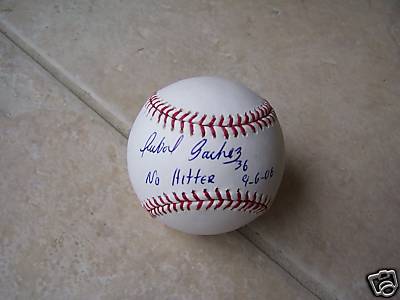 Anibal Sanchez
36
No Hitter 9-6-06